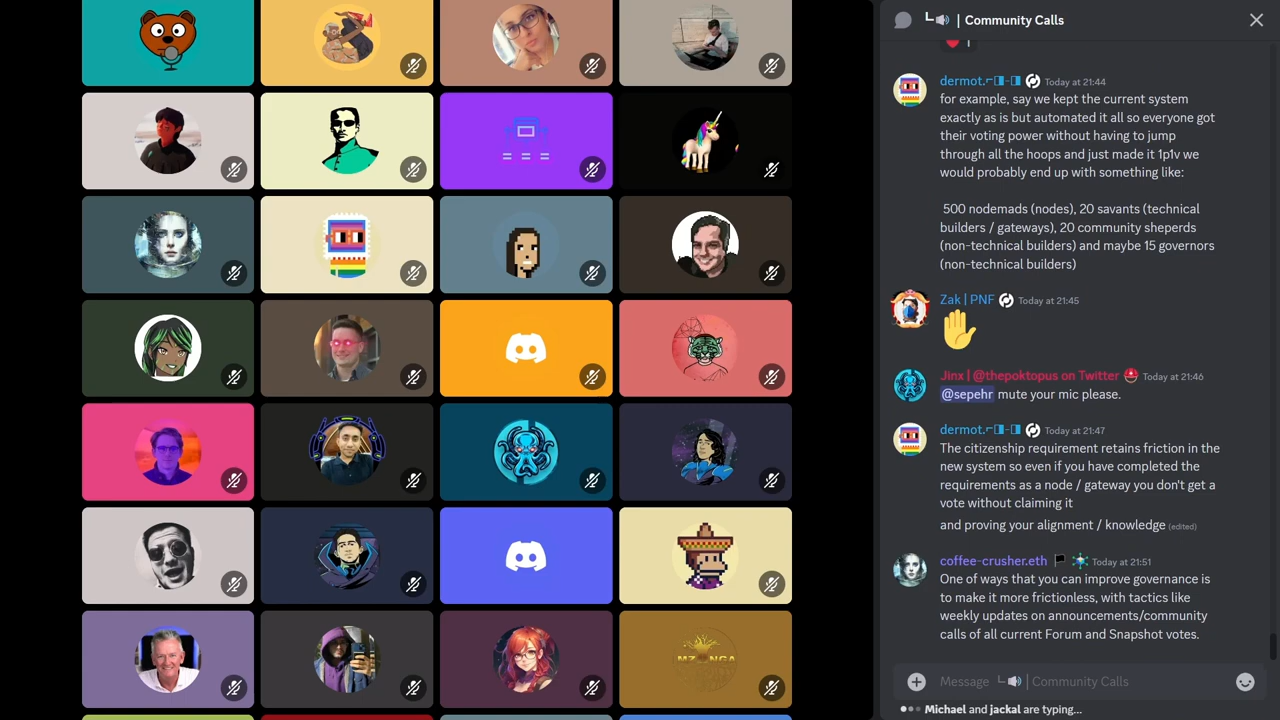 ┗🔊 | Community Calls
1
dermot.⌐◨-◨ Today at 21:44
for example, say we kept the current system
exactly as is but automated it all so everyone got
their voting power without having to jump
through all the hoops and just made it 1p1v we
would probably end up with something like:
500 nodemads (nodes), 20 savants (technical
builders / gateways), 20 community sheperds
(non-technical builders) and maybe 15 governors
(non-technical builders)
Zak | PNF Today at 21:45
Jinx | @thepoktopus on Twitter Today at 21:46
@sepehr mute your mic please.
dermot.⌐◨-◨ Today at 21:47
The citizenship requirement retains friction in the
new system so even if you have completed the
requirements as a node / gateway you don't get a
vote without claiming it
and proving your alignment / knowledge (edited)
coffee-crusher.eth Today at 21:51
One of ways that you can improve governance is
to make it more frictionless, with tactics like
weekly updates on announcements/community
calls of all current Forum and Snapshot votes.
Message ┗🔊 | Community Calls
Michael and jackal are typing...